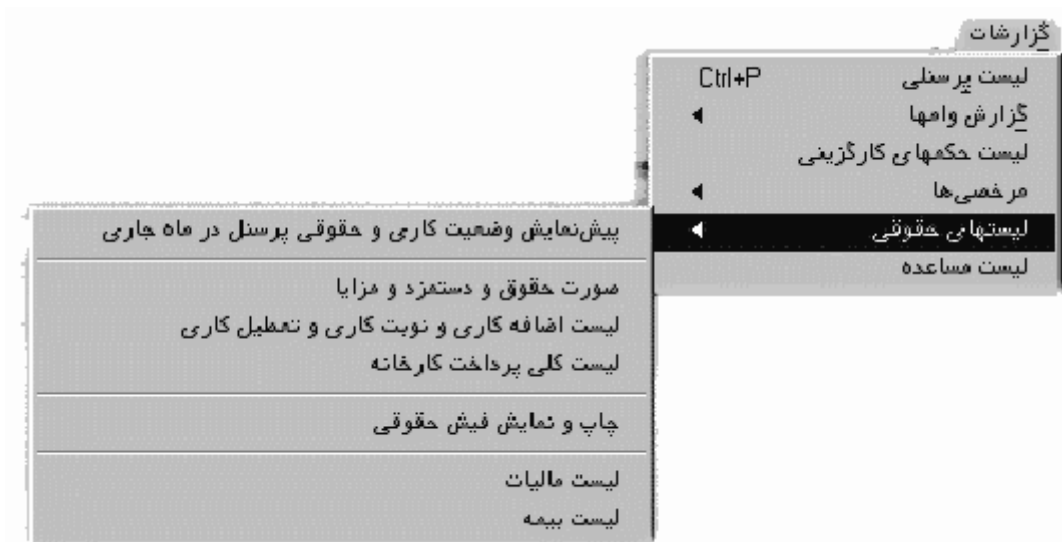 گزارشات
لیست پرسنلی Ctrl+P
گزارش وامها
لیست حکمهای کارگزینی
مرخصی‌ها
لیستهای حقوقی
لیست مساعده
پیش‌نمایش وضعیت کاری و حقوقی پرسنل در ماه جاری
صورت حقوق و دستمزد و مزایا
لیست اضافه کاری و نوبت کاری و تعطیل کاری
لیست کلی پرداخت کارخانه
چاپ و نمایش فیش حقوقی
لیست مالیات
لیست بیمه